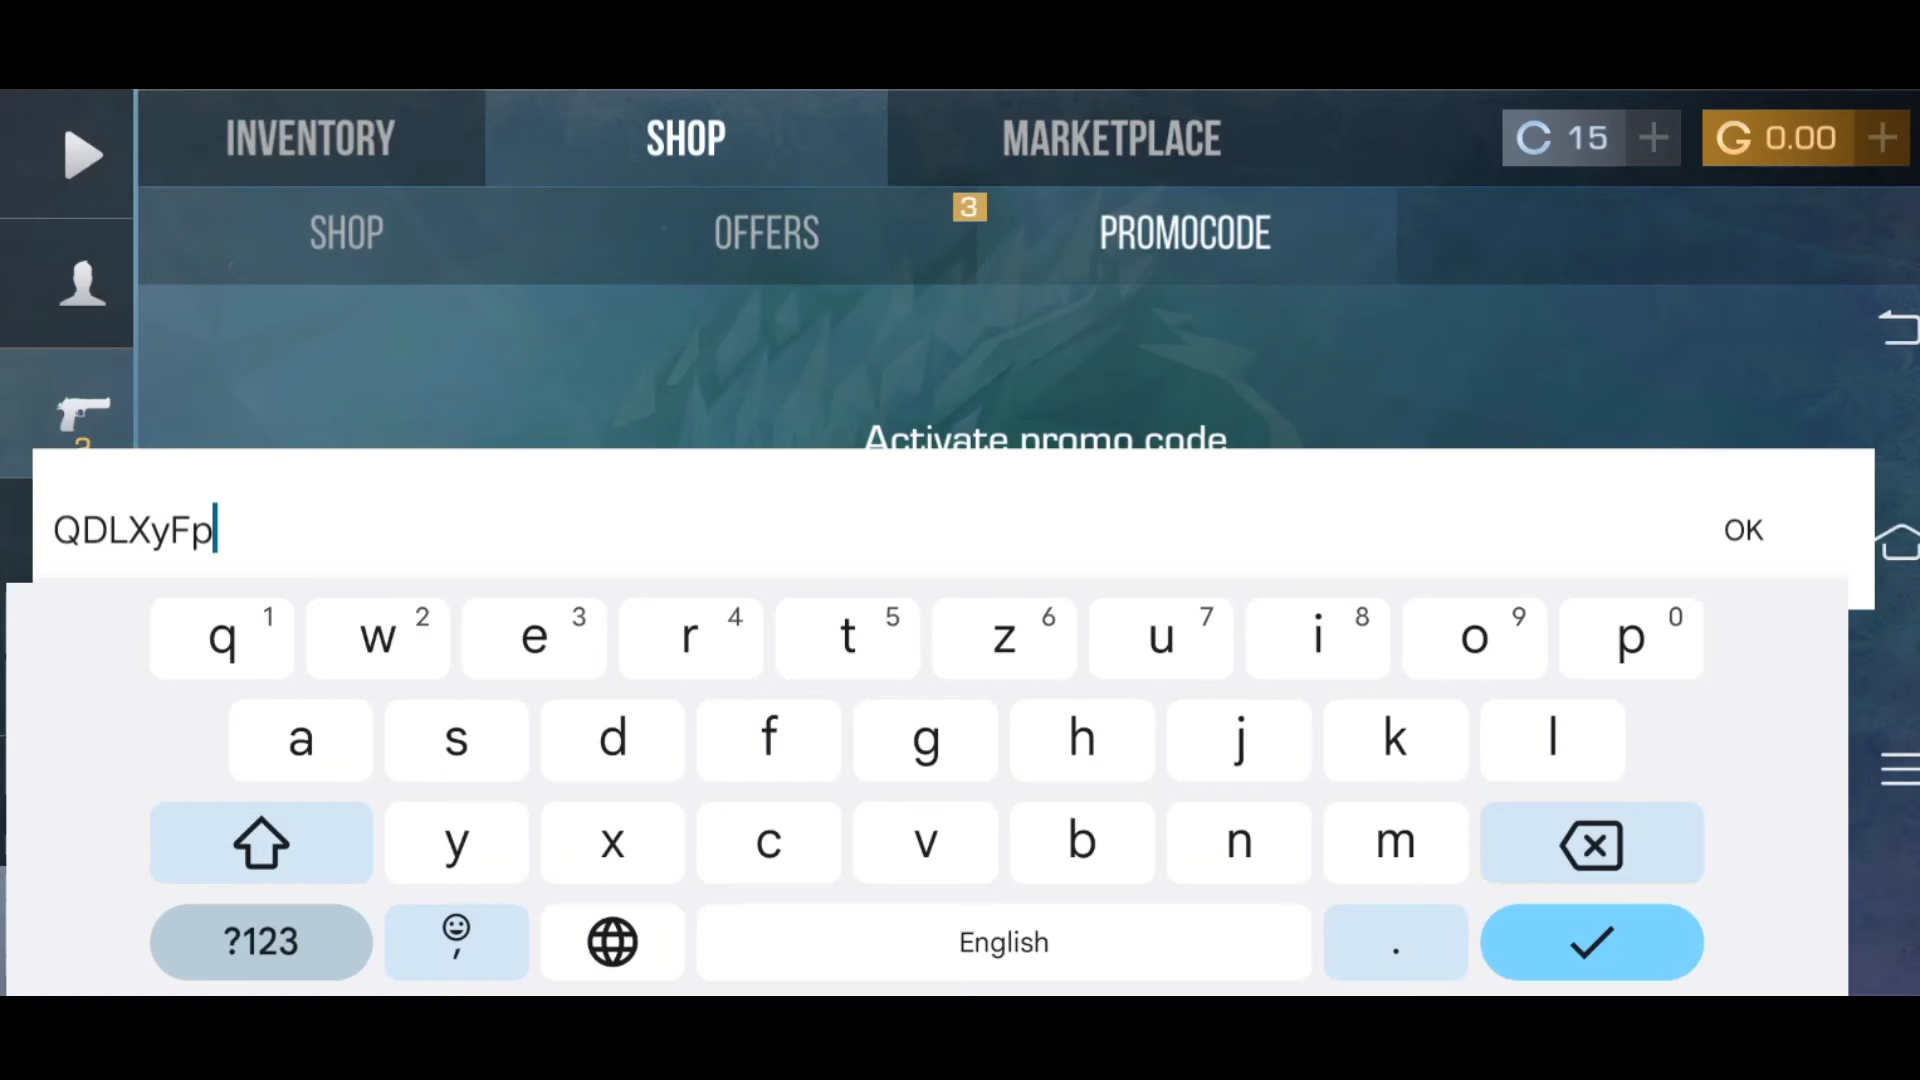 INVENTORY SHOP MARKETPLACE C 15 + G 0.00 +
SHOP OFFERS 3 PROMOCODE
Activate promo code
QDLXyFp OK
q 1 w 2 e 3 r 4 t 5 z 6 u 7 i 8 o 9 p 0
a s d f g h j k l
y x c v b n m
?123 , English .